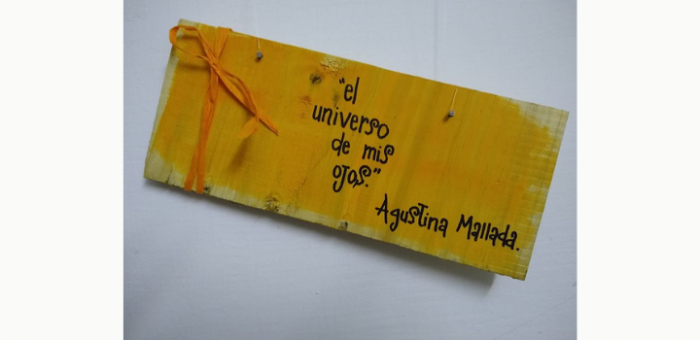 "el
universo
de mis
ojos."
Agustina Mallada.